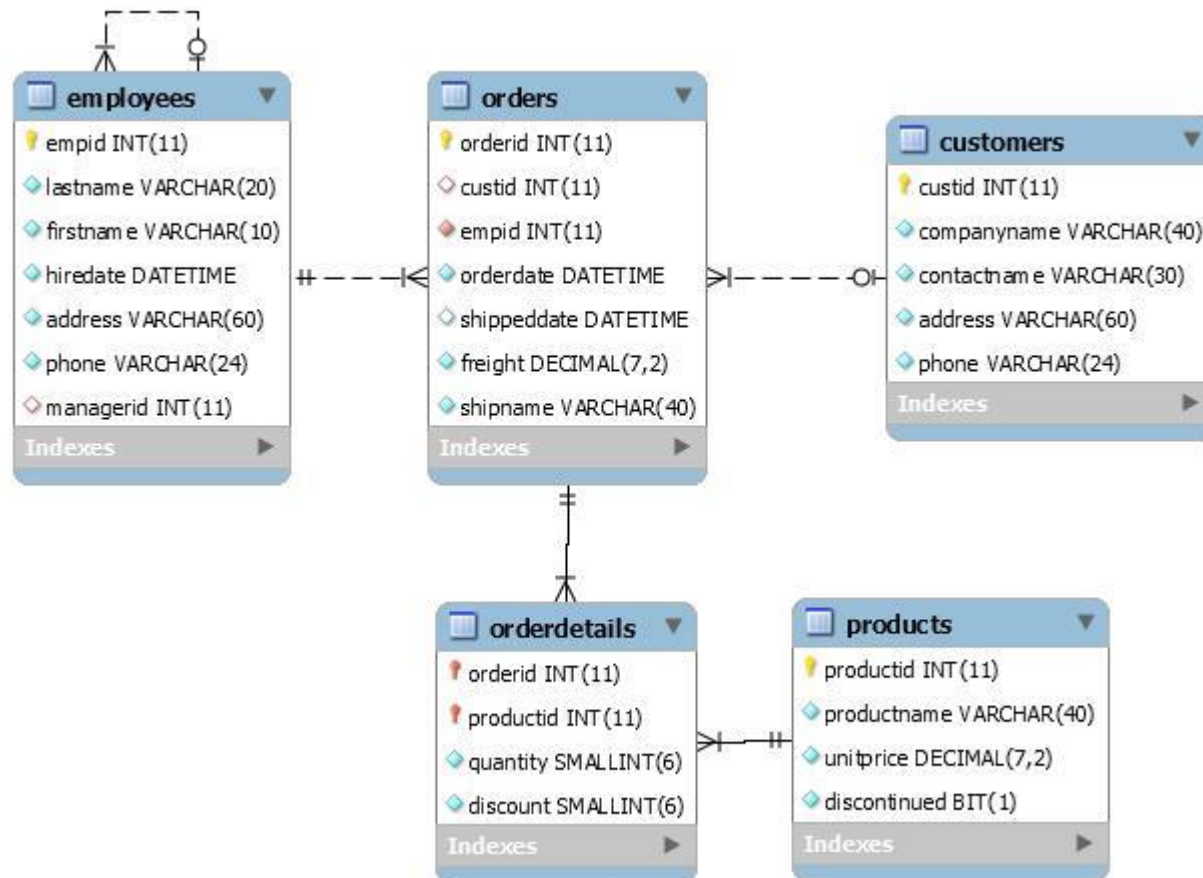 employees
empid INT(11)
lastname VARCHAR(20)
firstname VARCHAR(10)
hiredate DATETIME
address VARCHAR(60)
phone VARCHAR(24)
managerid INT(11)
Indexes
orders
orderid INT(11)
custid INT(11)
empid INT(11)
orderdate DATETIME
shippeddate DATETIME
freight DECIMAL(7,2)
shipname VARCHAR(40)
Indexes
customers
custid INT(11)
companyname VARCHAR(40)
contactname VARCHAR(30)
address VARCHAR(60)
phone VARCHAR(24)
Indexes
orderdetails
orderid INT(11)
productid INT(11)
quantity SMALLINT(6)
discount SMALLINT(6)
Indexes
products
productid INT(11)
productname VARCHAR(40)
unitprice DECIMAL(7,2)
discontinued BIT(1)
Indexes